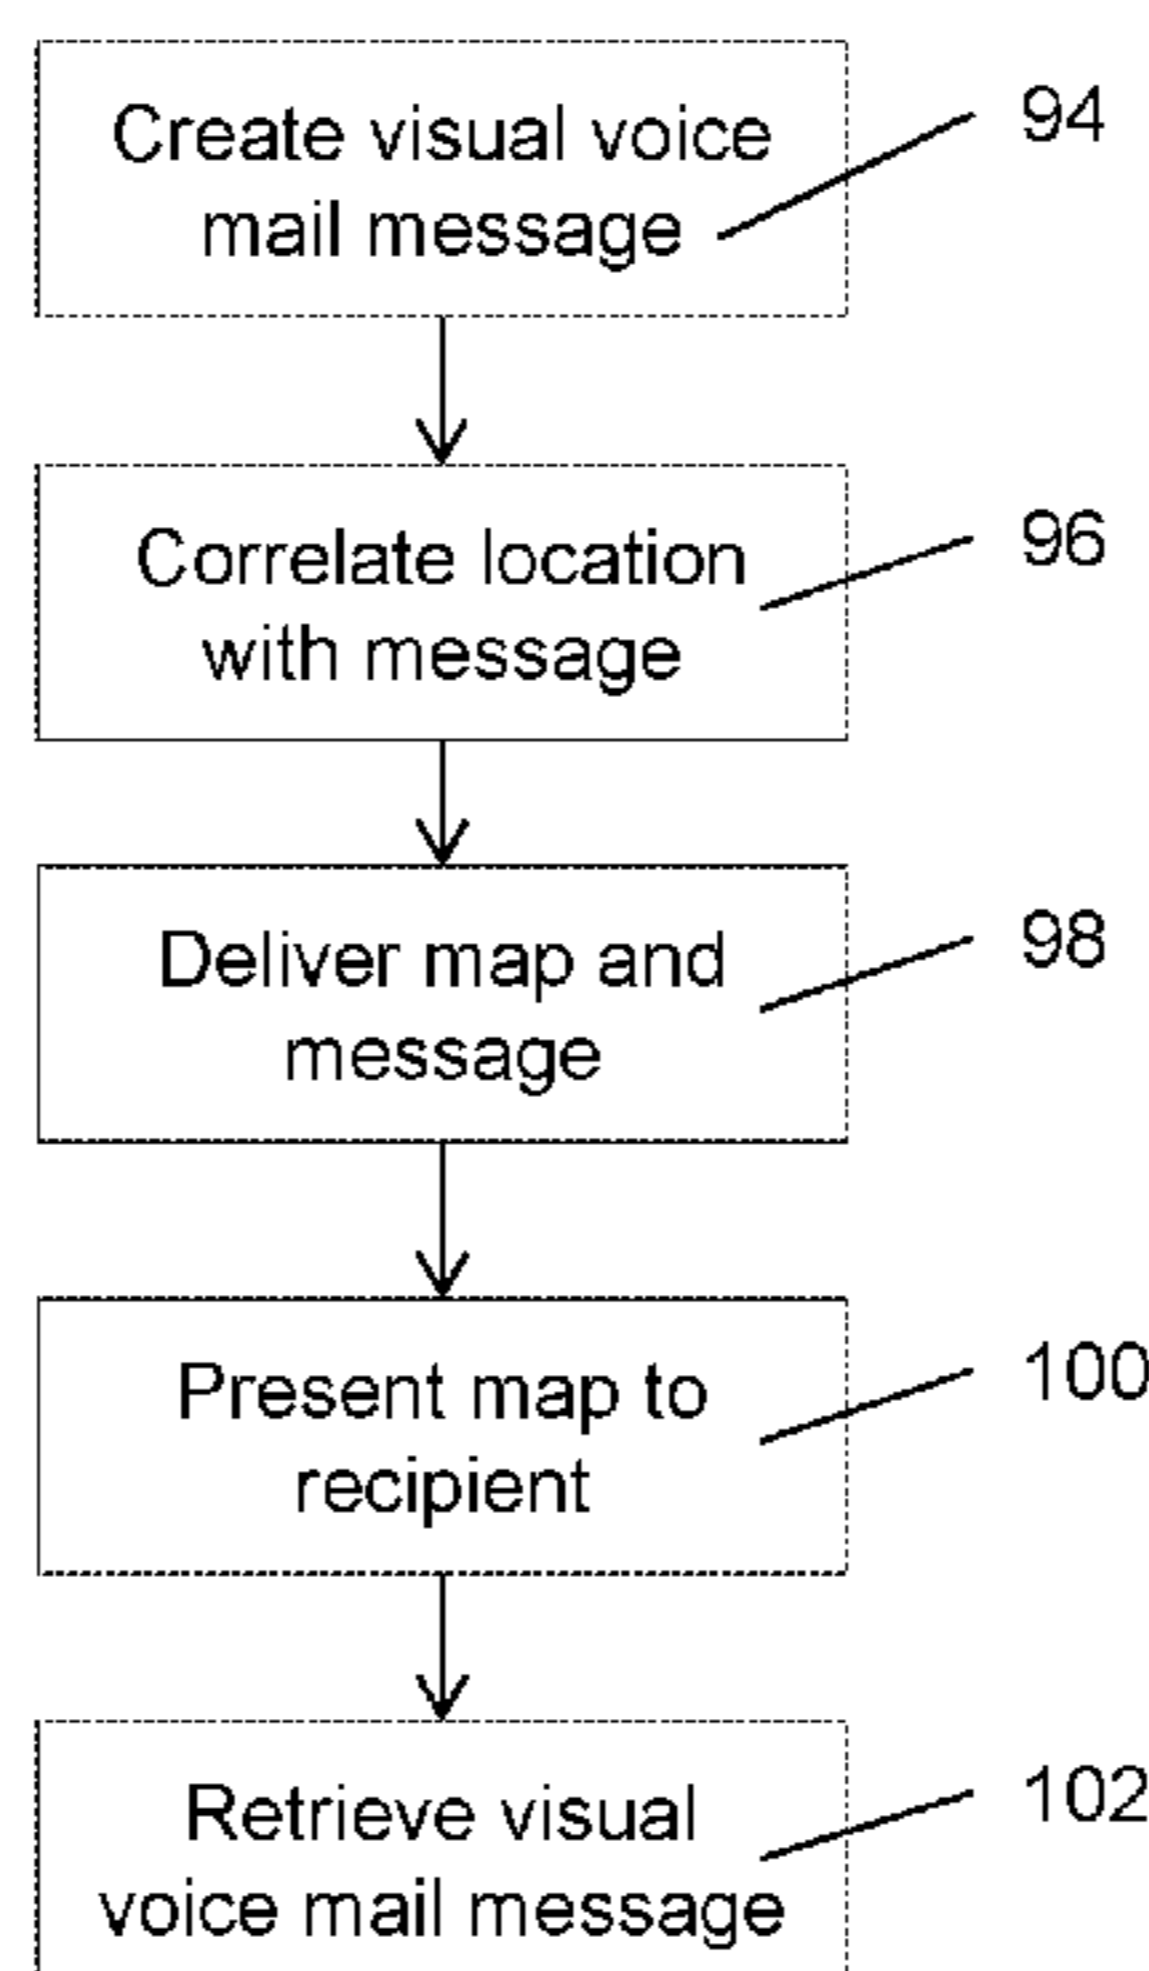 Create visual voice
mail message
94
Correlate location
with message
96
Deliver map and
message
98
Present map to
recipient
100
Retrieve visual
voice mail message
102